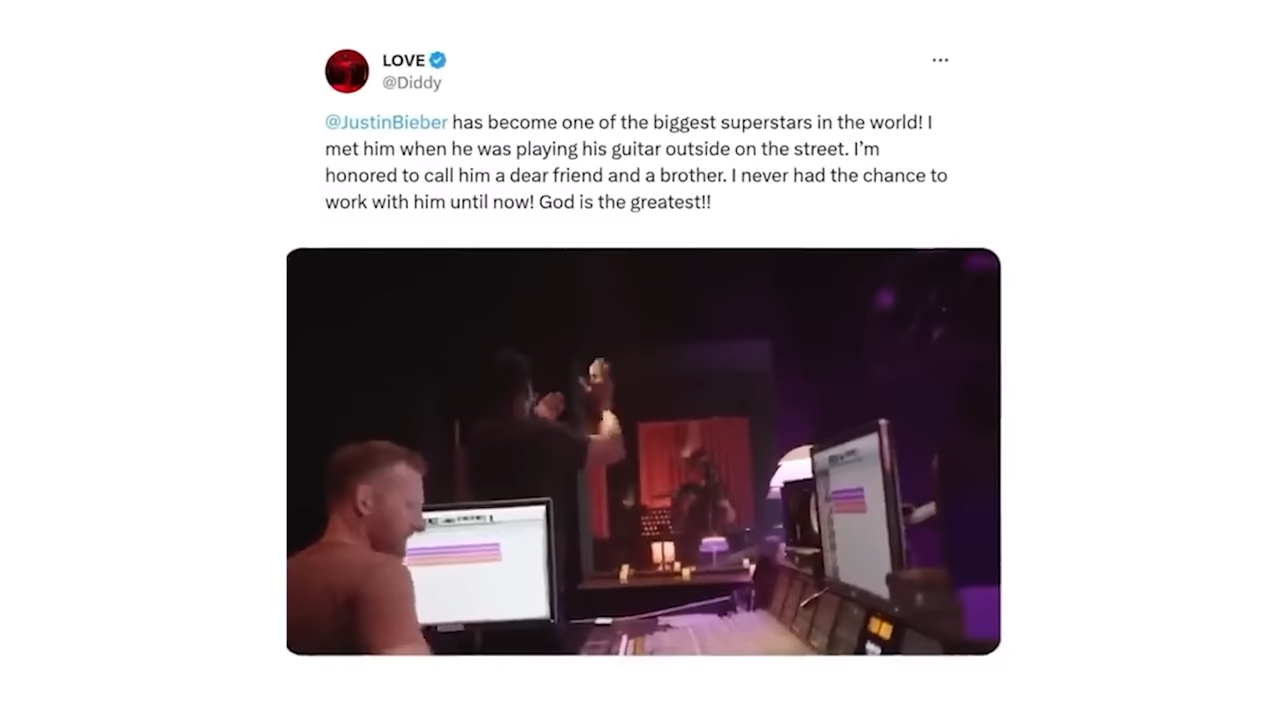 LOVE
@Diddy
@JustinBieber has become one of the biggest superstars in the world! I
met him when he was playing his guitar outside on the street. I’m
honored to call him a dear friend and a brother. I never had the chance to
work with him until now! God is the greatest!!